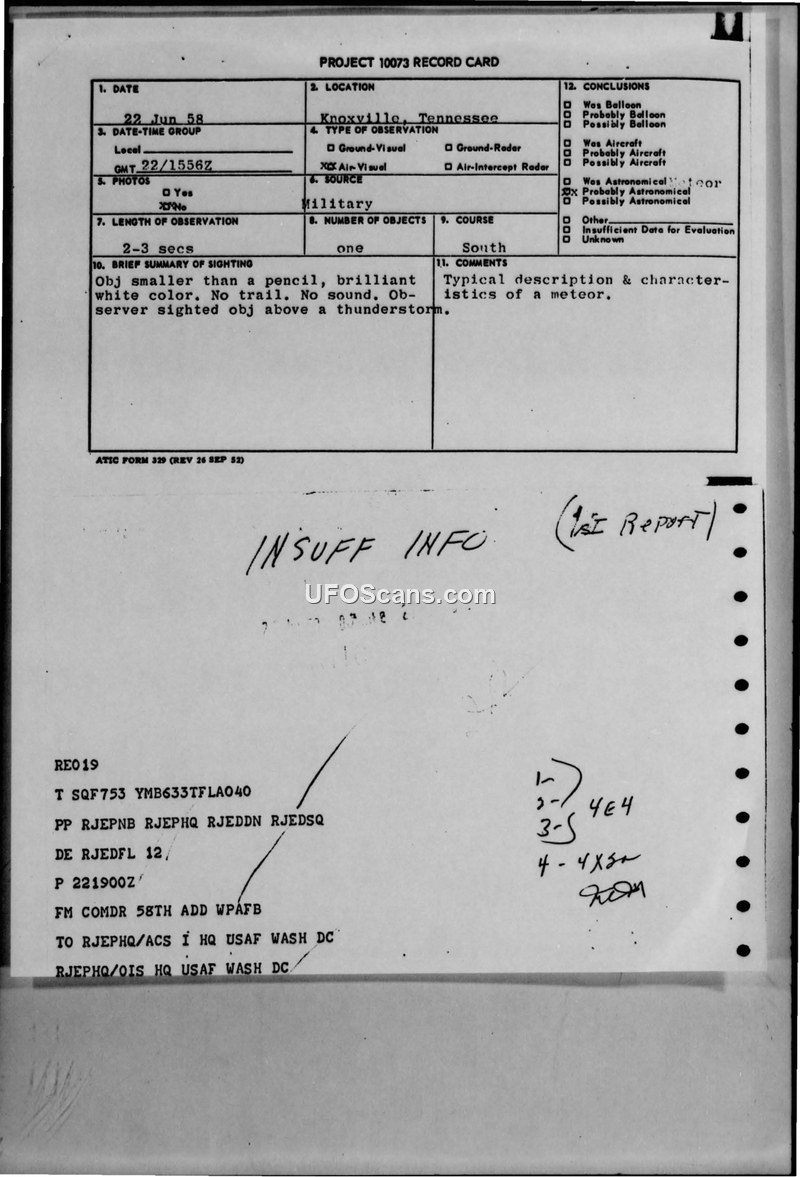 PROJECT 10073 RECORD CARD
1. DATE
22 Jun 58
2. LOCATION
Knoxville, Tennessee
3. DATE-TIME GROUP
Local
GMT 22/1556Z
4. TYPE OF OBSERVATION
Ground-Visual
Ground-Radar
XX Air-Visual
Air-Intercept Radar
5. PHOTOS
Yes
XX No
6. SOURCE
Military
7. LENGTH OF OBSERVATION
2-3 secs
8. NUMBER OF OBJECTS
one
9. COURSE
South
10. BRIEF SUMMARY OF SIGHTING
Obj smaller than a pencil, brilliant
white color. No trail. No sound. Ob-
server sighted obj above a thunderstorm.
11. COMMENTS
Typical description & character-
istics of a meteor.
12. CONCLUSIONS
Was Balloon
Probably Balloon
Possibly Balloon
Was Aircraft
Probably Aircraft
Possibly Aircraft
Was Astronomical
XX Probably Astronomical
Possibly Astronomical
Other
Insufficient Data for Evaluation
Unknown
ATIC FORM 329 (REV 26 SEP 52)
(1st Report)
INSUFF INFO
UFOScans.com
RE019
T SQF753 YMB633TFLA040
PP RJEPNB RJEPHQ RJEDDN RJEDSQ
DE RJEDFL 12
P 221900Z
FM COMDR 58TH ADD WPAFB
TO RJEPHQ/ACS I HQ USAF WASH DC
RJEPHQ/OIS HQ USAF WASH DC
1-
2-
3-
4E4